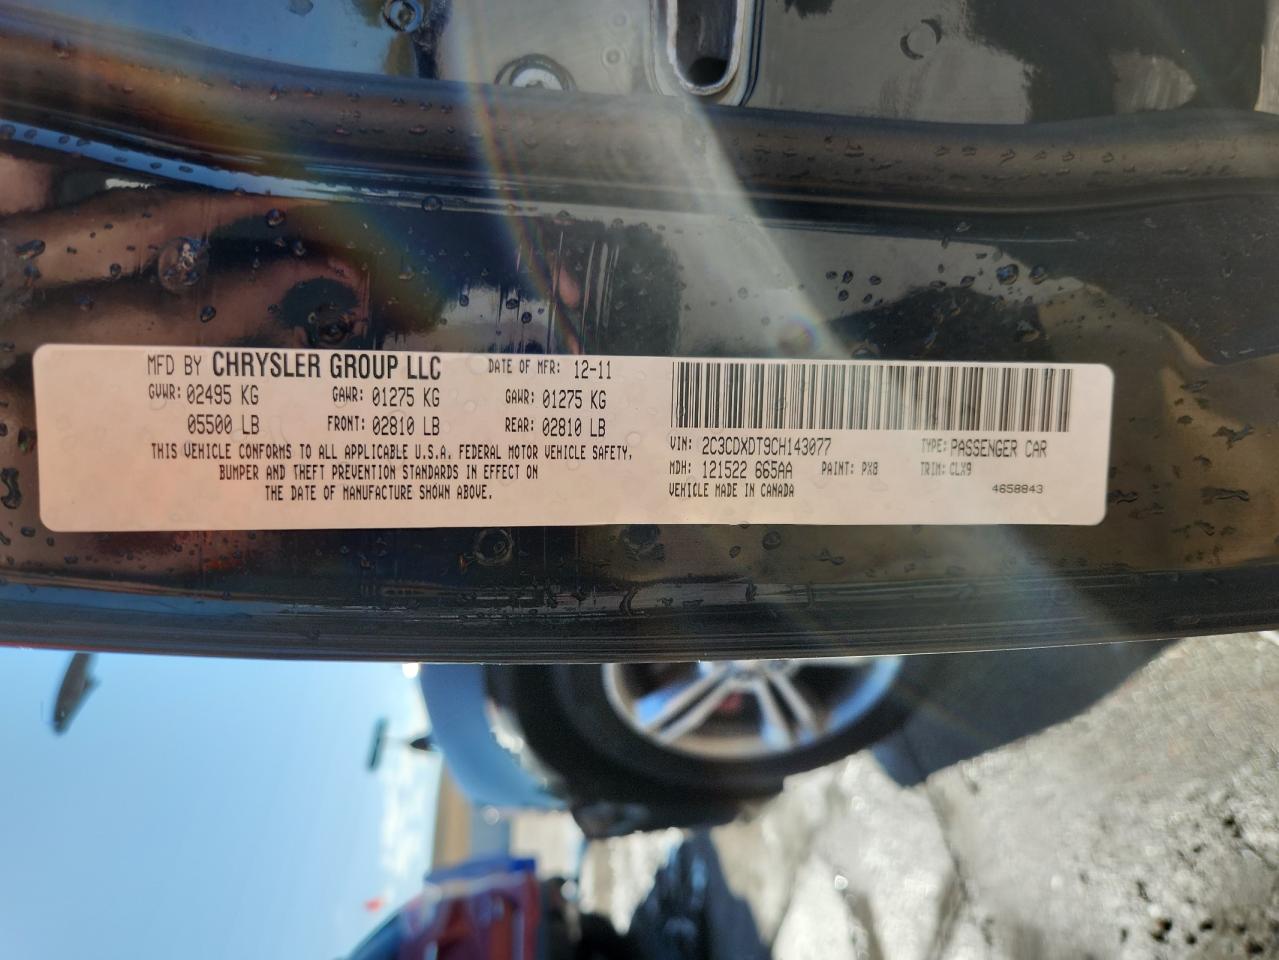 MFD BY CHRYSLER GROUP LLC DATE OF MFR: 12-11
GVWR: 02495 KG GAWR: 01275 KG GAWR: 01275 KG
05500 LB FRONT: 02810 LB REAR: 02810 LB
THIS VEHICLE CONFORMS TO ALL APPLICABLE U.S.A. FEDERAL MOTOR VEHICLE SAFETY,
BUMPER AND THEFT PREVENTION STANDARDS IN EFFECT ON
THE DATE OF MANUFACTURE SHOWN ABOVE.
VIN: 2C3CDXDT9CH143077 TYPE: PASSENGER CAR
MDH: 121522 665AA PAINT: PX8 TRIM: CLX9
VEHICLE MADE IN CANADA 4658843